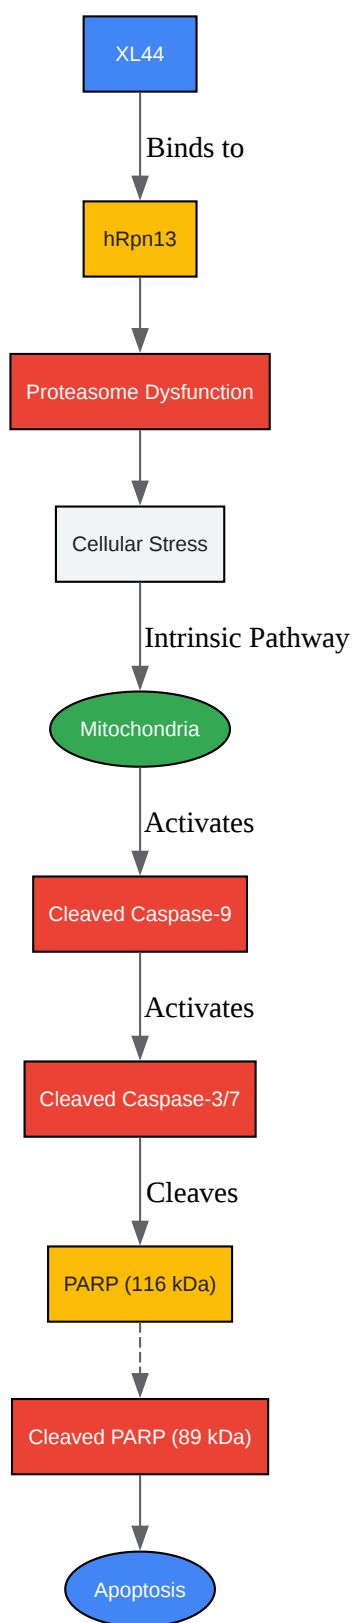 XL44
Binds to
hRpn13
Proteasome Dysfunction
Cellular Stress
Intrinsic Pathway
Mitochondria
Activates
Cleaved Caspase-9
Activates
Cleaved Caspase-3/7
Cleaves
PARP (116 kDa)
Cleaved PARP (89 kDa)
Apoptosis